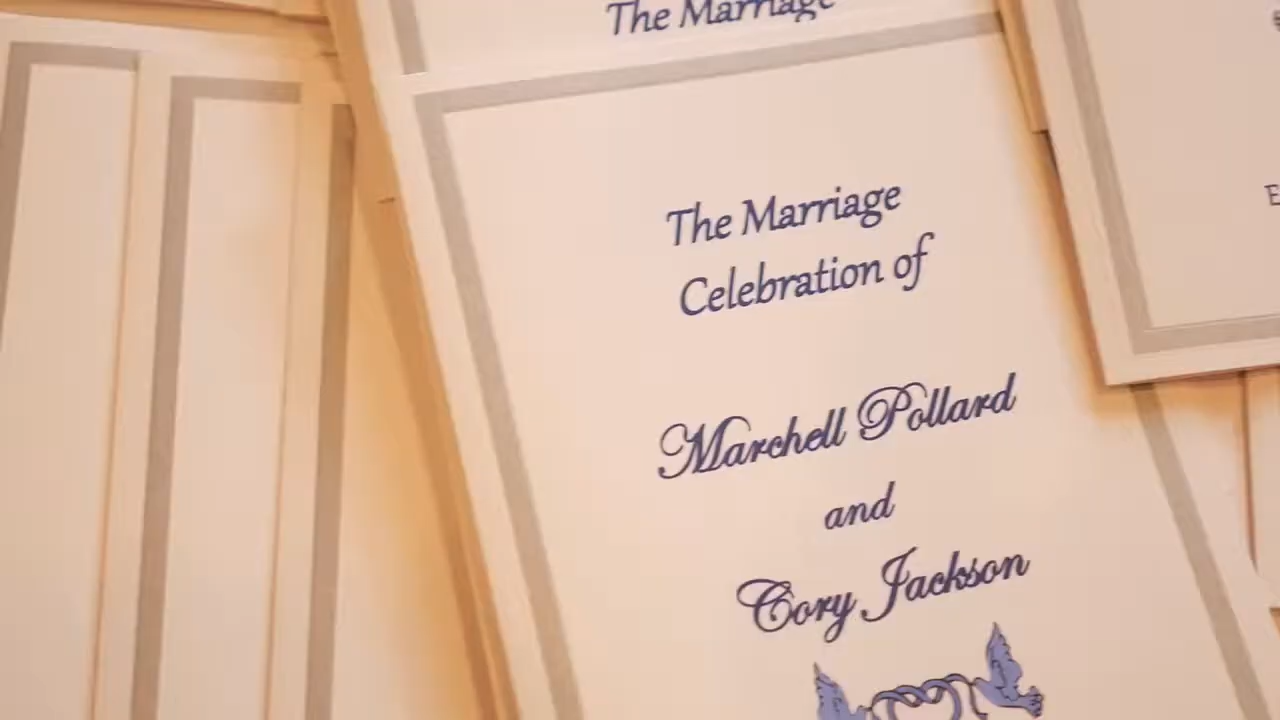 The Marriage
The Marriage
Celebration of
Marchell Pollard
and
Cory Jackson